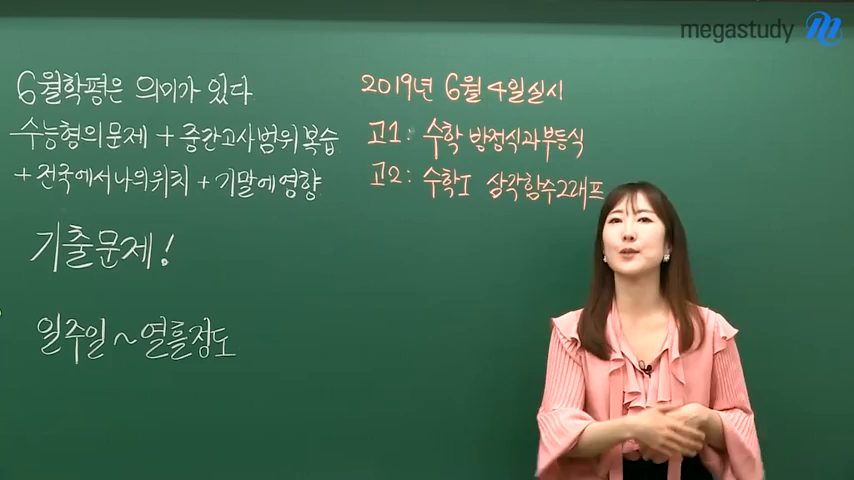 megastudy
6월학평은 의미가 있다
수능형의문제 + 중간고사범위복습
+ 전국에서나의위치 + 기말에영향
기출문제!
일주일~열흘정도
2019년 6월 4일실시
고1: 수학 방정식과부등식
고2: 수학I 삼각함수그래프